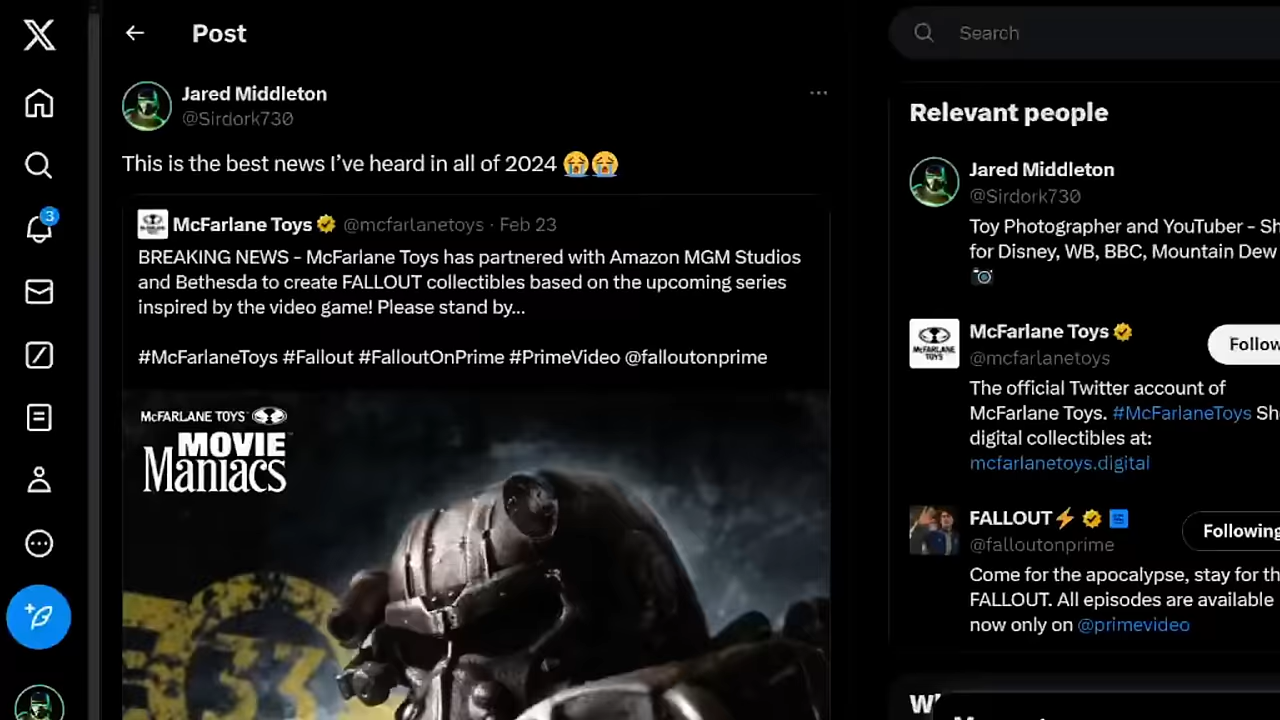 Post
Search
Jared Middleton
@Sirdork730
This is the best news I've heard in all of 2024 😭😭
McFarlane Toys @mcfarlanetoys · Feb 23
BREAKING NEWS - McFarlane Toys has partnered with Amazon MGM Studios
and Bethesda to create FALLOUT collectibles based on the upcoming series
inspired by the video game! Please stand by...
#McFarlaneToys #Fallout #FalloutOnPrime #PrimeVideo @falloutonprime
McFARLANE TOYS
MOVIE
Maniacs
33
3
Relevant people
Jared Middleton
@Sirdork730
Toy Photographer and YouTuber - Sh
for Disney, WB, BBC, Mountain Dew
📷
McFARLANE
TOYS
McFarlane Toys
@mcfarlanetoys
Follow
The official Twitter account of
McFarlane Toys. #McFarlaneToys Sh
digital collectibles at:
mcfarlanetoys.digital
FALLOUT⚡
@falloutonprime
Following
Come for the apocalypse, stay for th
FALLOUT. All episodes are available
now only on @primevideo